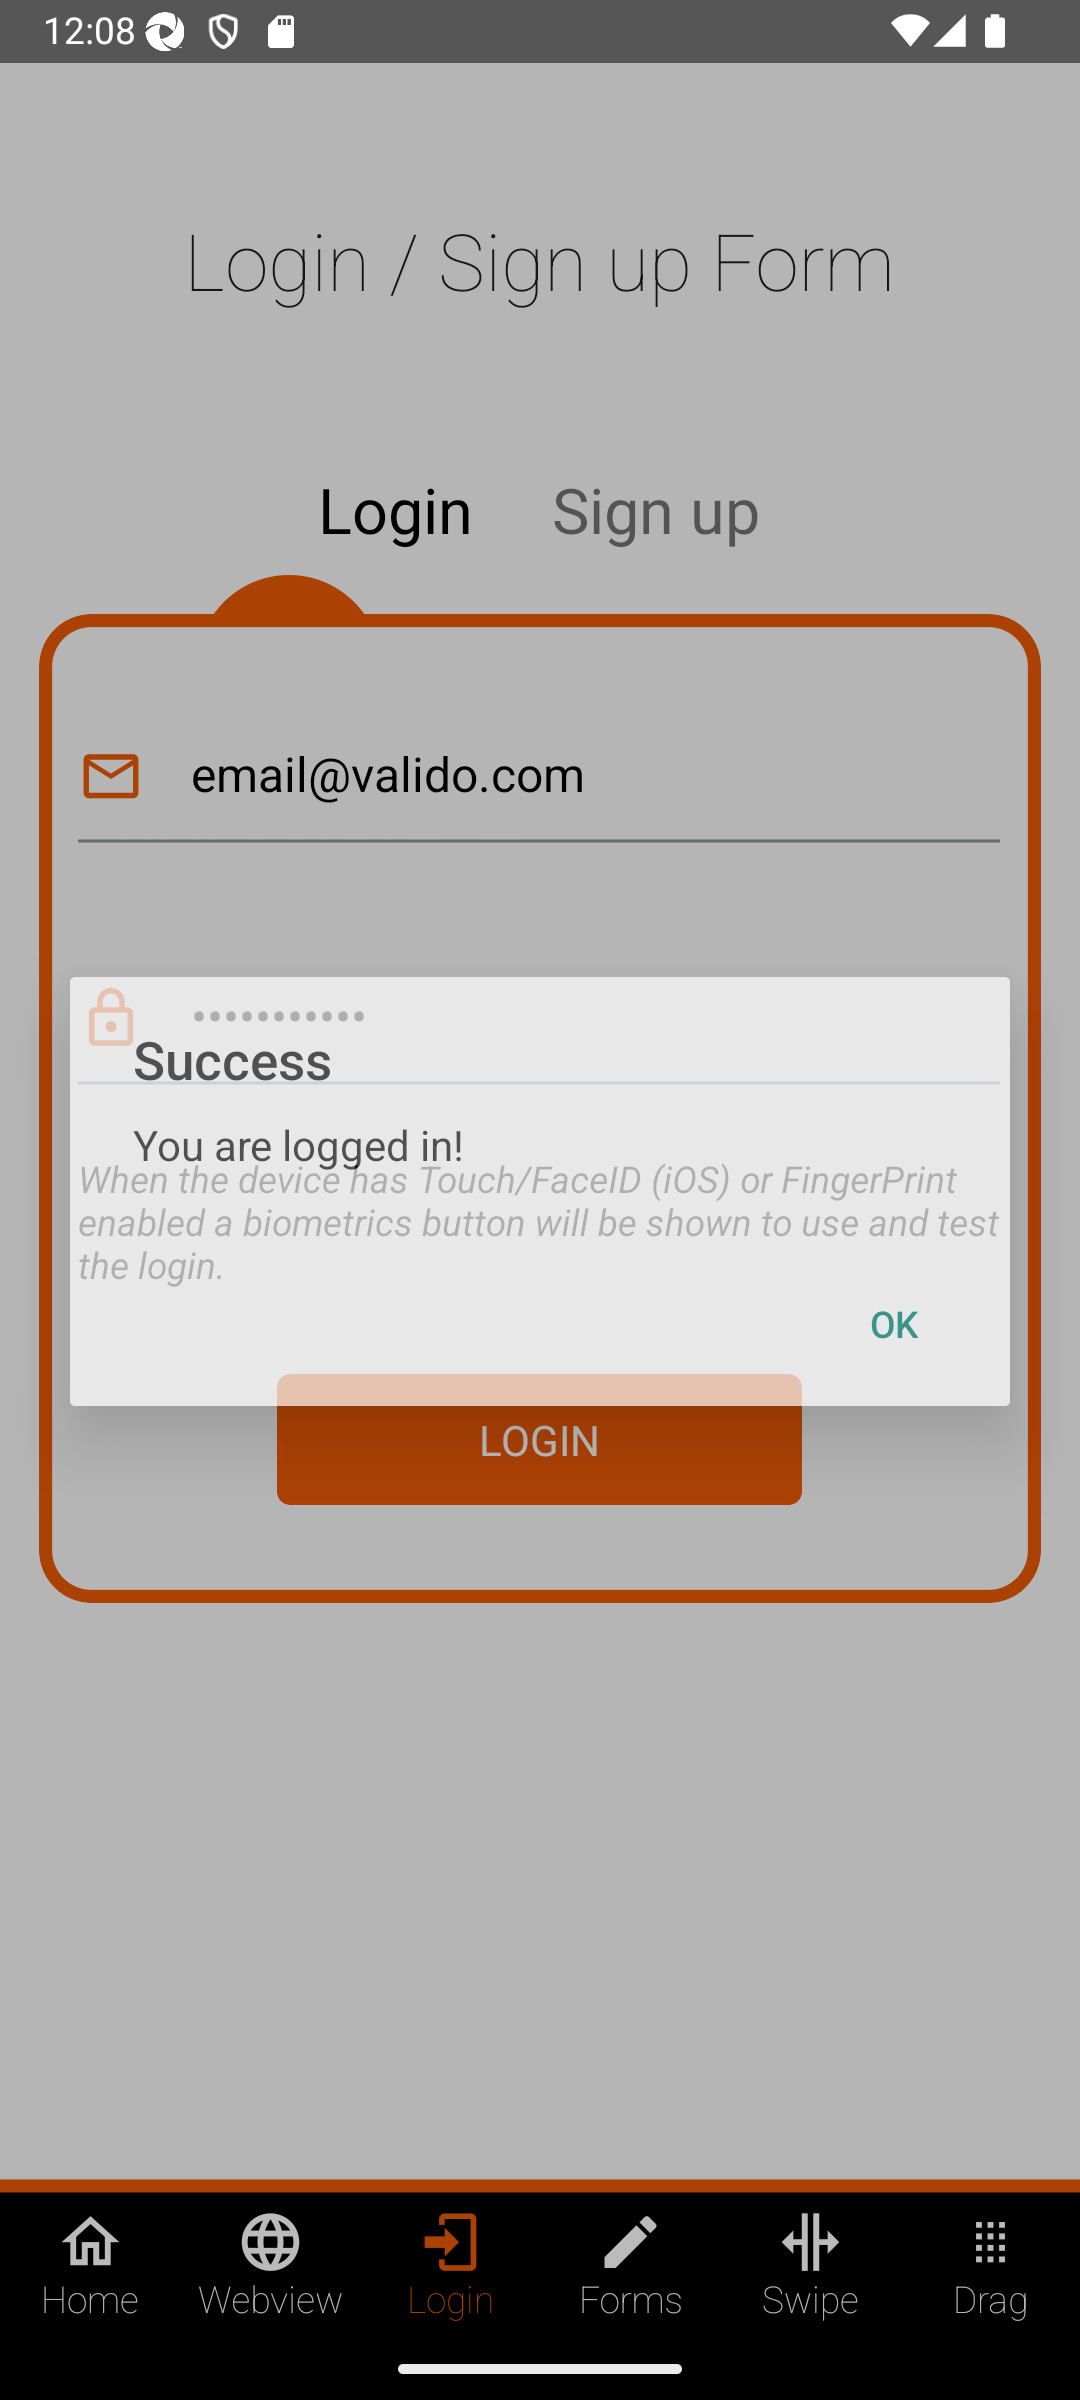 12:08
Login / Sign up Form
Login Sign up
email@valido.com
•••••••••••
Success
You are logged in!
When the device has Touch/FaceID (iOS) or FingerPrint
enabled a biometrics button will be shown to use and test
the login.
OK
LOGIN
Home Webview Login Forms Swipe Drag